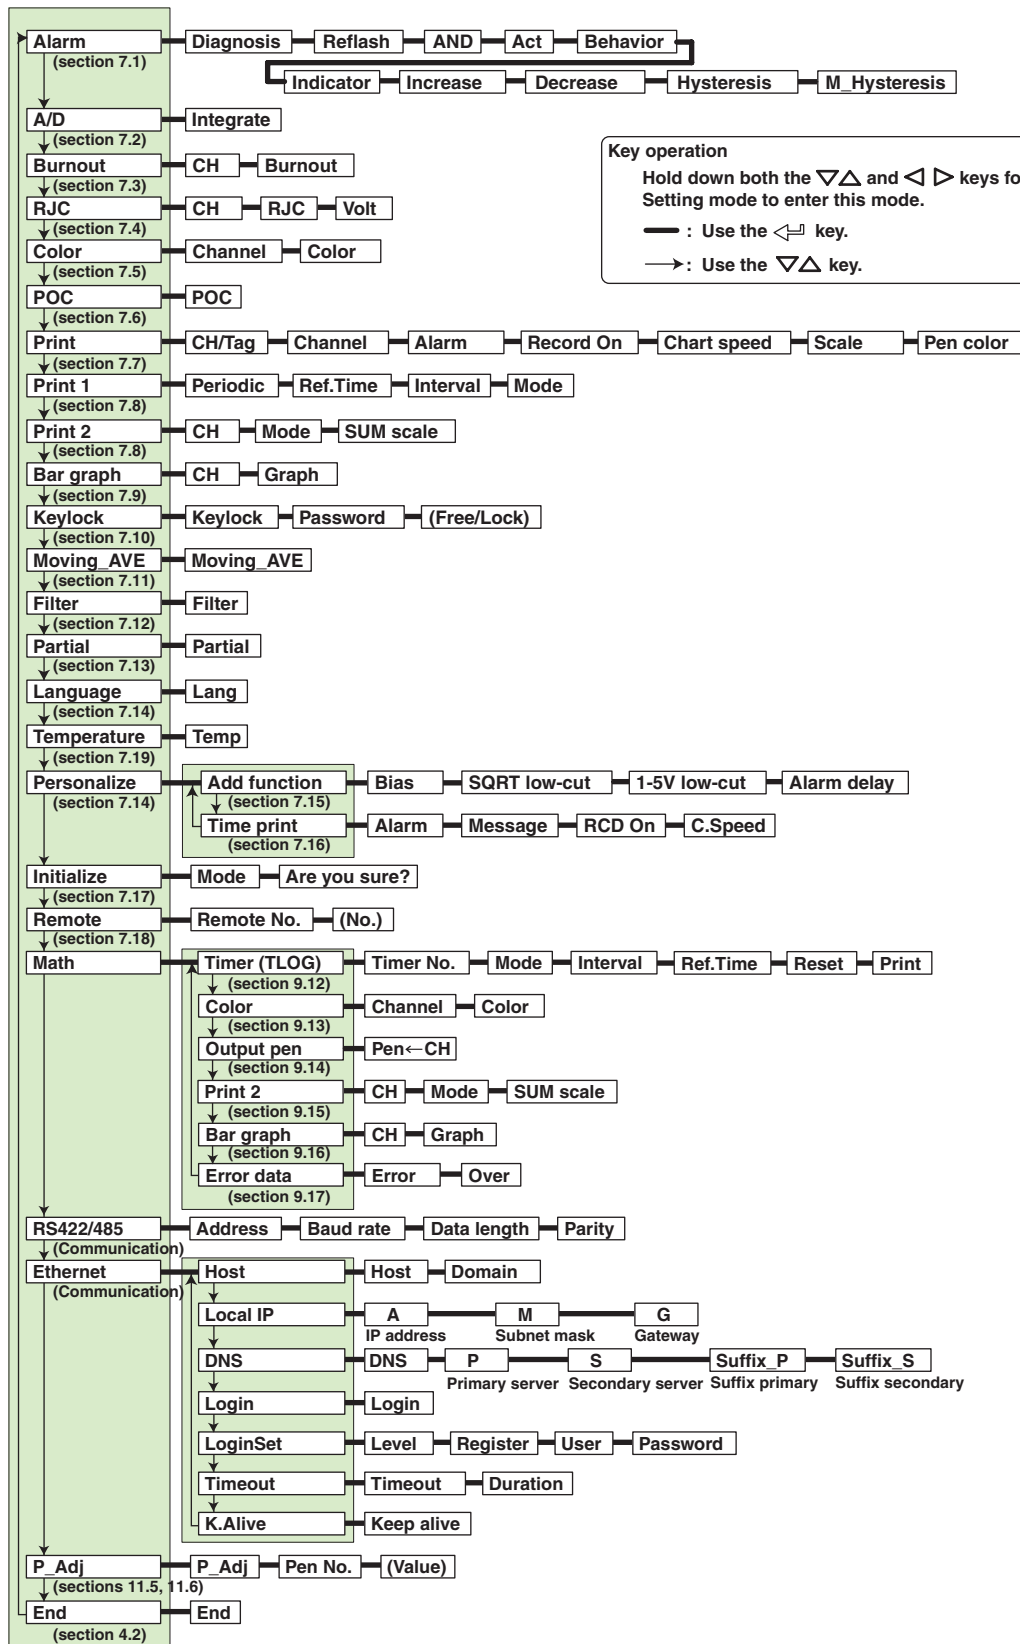 Alarm Diagnosis Reflash AND Act Behavior
(section 7.1)
Indicator Increase Decrease Hysteresis M_Hysteresis
A/D Integrate
(section 7.2)
Burnout CH Burnout
(section 7.3)
RJC CH RJC Volt
(section 7.4)
Color Channel Color
(section 7.5)
POC POC
(section 7.6)
Print CH/Tag Channel Alarm Record On Chart speed Scale Pen color
(section 7.7)
Print 1 Periodic Ref.Time Interval Mode
(section 7.8)
Print 2 CH Mode SUM scale
(section 7.8)
Bar graph CH Graph
(section 7.9)
Keylock Keylock Password (Free/Lock)
(section 7.10)
Moving_AVE Moving_AVE
(section 7.11)
Filter Filter
(section 7.12)
Partial Partial
(section 7.13)
Language Lang
(section 7.14)
Temperature Temp
(section 7.19)
Personalize Add function Bias SQRT low-cut 1-5V low-cut Alarm delay
(section 7.14) (section 7.15)
Time print Alarm Message RCD On C.Speed
(section 7.16)
Initialize Mode Are you sure?
(section 7.17)
Remote Remote No. (No.)
(section 7.18)
Math Timer (TLOG) Timer No. Mode Interval Ref.Time Reset Print
(section 9.12)
Color Channel Color
(section 9.13)
Output pen Pen←CH
(section 9.14)
Print 2 CH Mode SUM scale
(section 9.15)
Bar graph CH Graph
(section 9.16)
Error data Error Over
(section 9.17)
RS422/485 Address Baud rate Data length Parity
(Communication)
Ethernet Host Host Domain
(Communication)
Local IP A M G
IP address Subnet mask Gateway
DNS DNS P S Suffix_P Suffix_S
Primary server Secondary server Suffix primary Suffix secondary
Login Login
LoginSet Level Register User Password
Timeout Timeout Duration
K.Alive Keep alive
P_Adj P_Adj Pen No. (Value)
(sections 11.5, 11.6)
End End
(section 4.2)
Key operation
Hold down both the ▽△ and ◁ ▷ keys fo
Setting mode to enter this mode.
: Use the key.
: Use the ▽△ key.